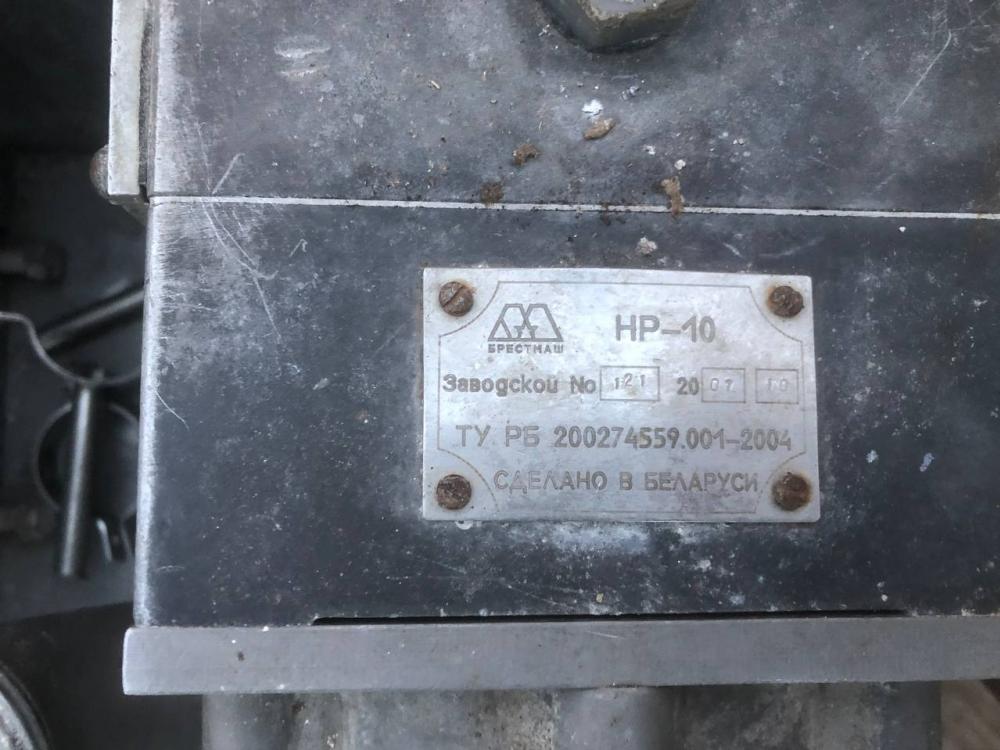 БРЕСТМАШ
НР-10
Заводской No 121 20 07 10
ТУ РБ 200274559.001-2004
СДЕЛАНО В БЕЛАРУСИ